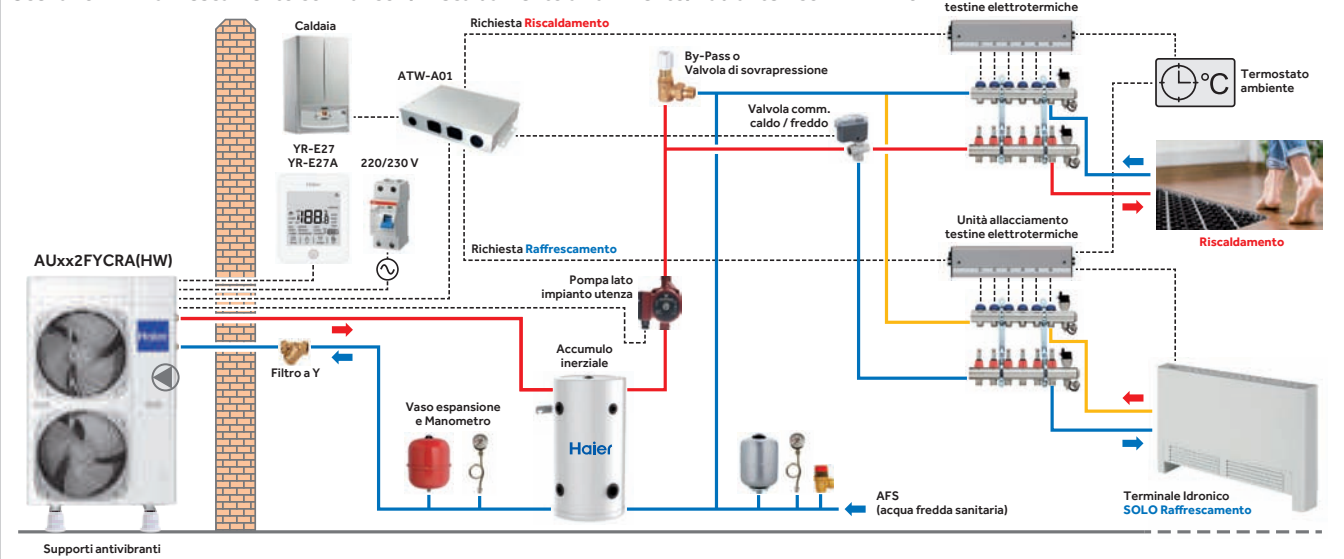 testine elettrotermiche
Richiesta Riscaldamento
Caldaia
ATW-A01
By-Pass o
Valvola di sovrapressione
Valvola comm.
caldo / freddo
°C
Termostato
ambiente
YR-E27
YR-E27A
220/230 V
Riscaldamento
Unità allacciamento
testine elettrotermiche
Richiesta Raffrescamento
AUxx2FYCRA(HW)
Haier
Pompa lato
impianto utenza
Filtro a Y
Accumulo
inerziale
Vaso espansione
e Manometro
Haier
AFS
(acqua fredda sanitaria)
Terminale Idronico
SOLO Raffrescamento
Supporti antivibranti